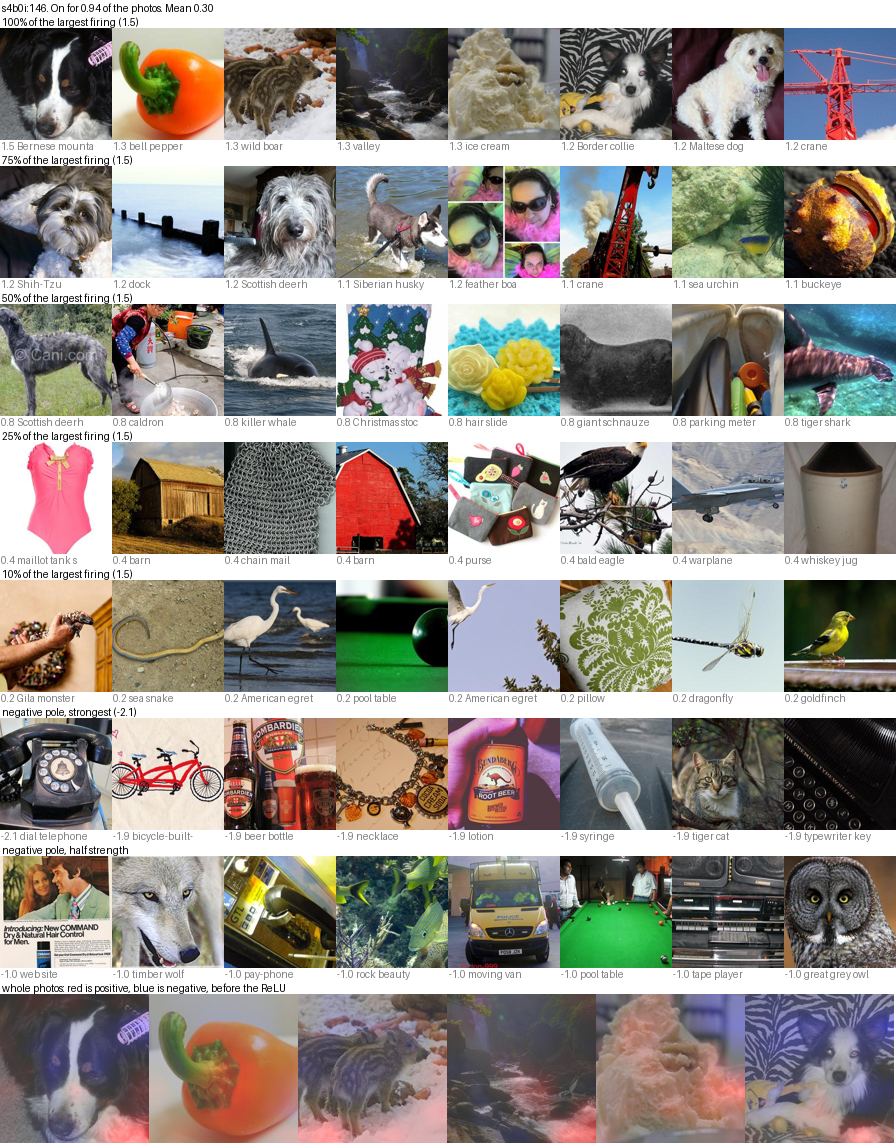 s4b0i:146. On for 0.94 of the photos. Mean 0.30
100% of the largest firing (1.5)
1.5 Bernese mounta
1.3 bell pepper
1.3 wild boar
1.3 valley
1.3 ice cream
1.2 Border collie
1.2 Maltese dog
1.2 crane
75% of the largest firing (1.5)
1.2 Shih-Tzu
1.2 dock
1.2 Scottish deerh
1.1 Siberian husky
1.2 feather boa
1.1 crane
1.1 sea urchin
1.1 buckeye
50% of the largest firing (1.5)
© Cani.com
0.8 Scottish deerh
0.8 caldron
0.8 killer whale
0.8 Christmas stoc
0.8 hair slide
0.8 giant schnauze
0.8 parking meter
0.8 tiger shark
25% of the largest firing (1.5)
0.4 maillot tank s
0.4 barn
0.4 chain mail
0.4 barn
0.4 purse
0.4 bald eagle
0.4 warplane
0.4 whiskey jug
10% of the largest firing (1.5)
0.2 Gila monster
0.2 sea snake
0.2 American egret
0.2 pool table
0.2 American egret
0.2 pillow
0.2 dragonfly
0.2 goldfinch
negative pole, strongest (-2.1)
BOMBARDIER
BUNDABERG
ROOT BEER
-2.1 dial telephone
-1.9 bicycle-built-
-1.9 beer bottle
-1.9 necklace
-1.9 lotion
-1.9 syringe
-1.9 tiger cat
-1.9 typewriter key
negative pole, half strength
Introducing: New COMMAND
Dry & Natural Hair Control
for Men.
-1.0 web site
-1.0 timber wolf
-1.0 pay-phone
-1.0 rock beauty
-1.0 moving van
-1.0 pool table
-1.0 tape player
-1.0 great grey owl
whole photos: red is positive, blue is negative, before the ReLU